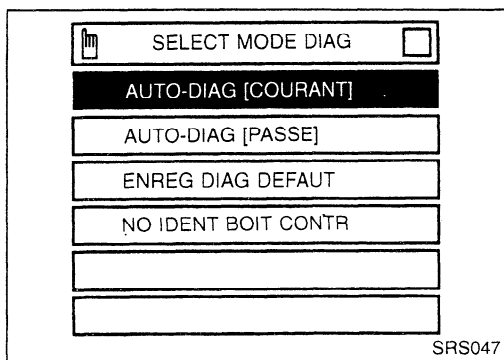 SELECT MODE DIAG
AUTO-DIAG [COURANT]
AUTO-DIAG [PASSE]
ENREG DIAG DEFAUT
NO IDENT BOIT CONTR
SRS047